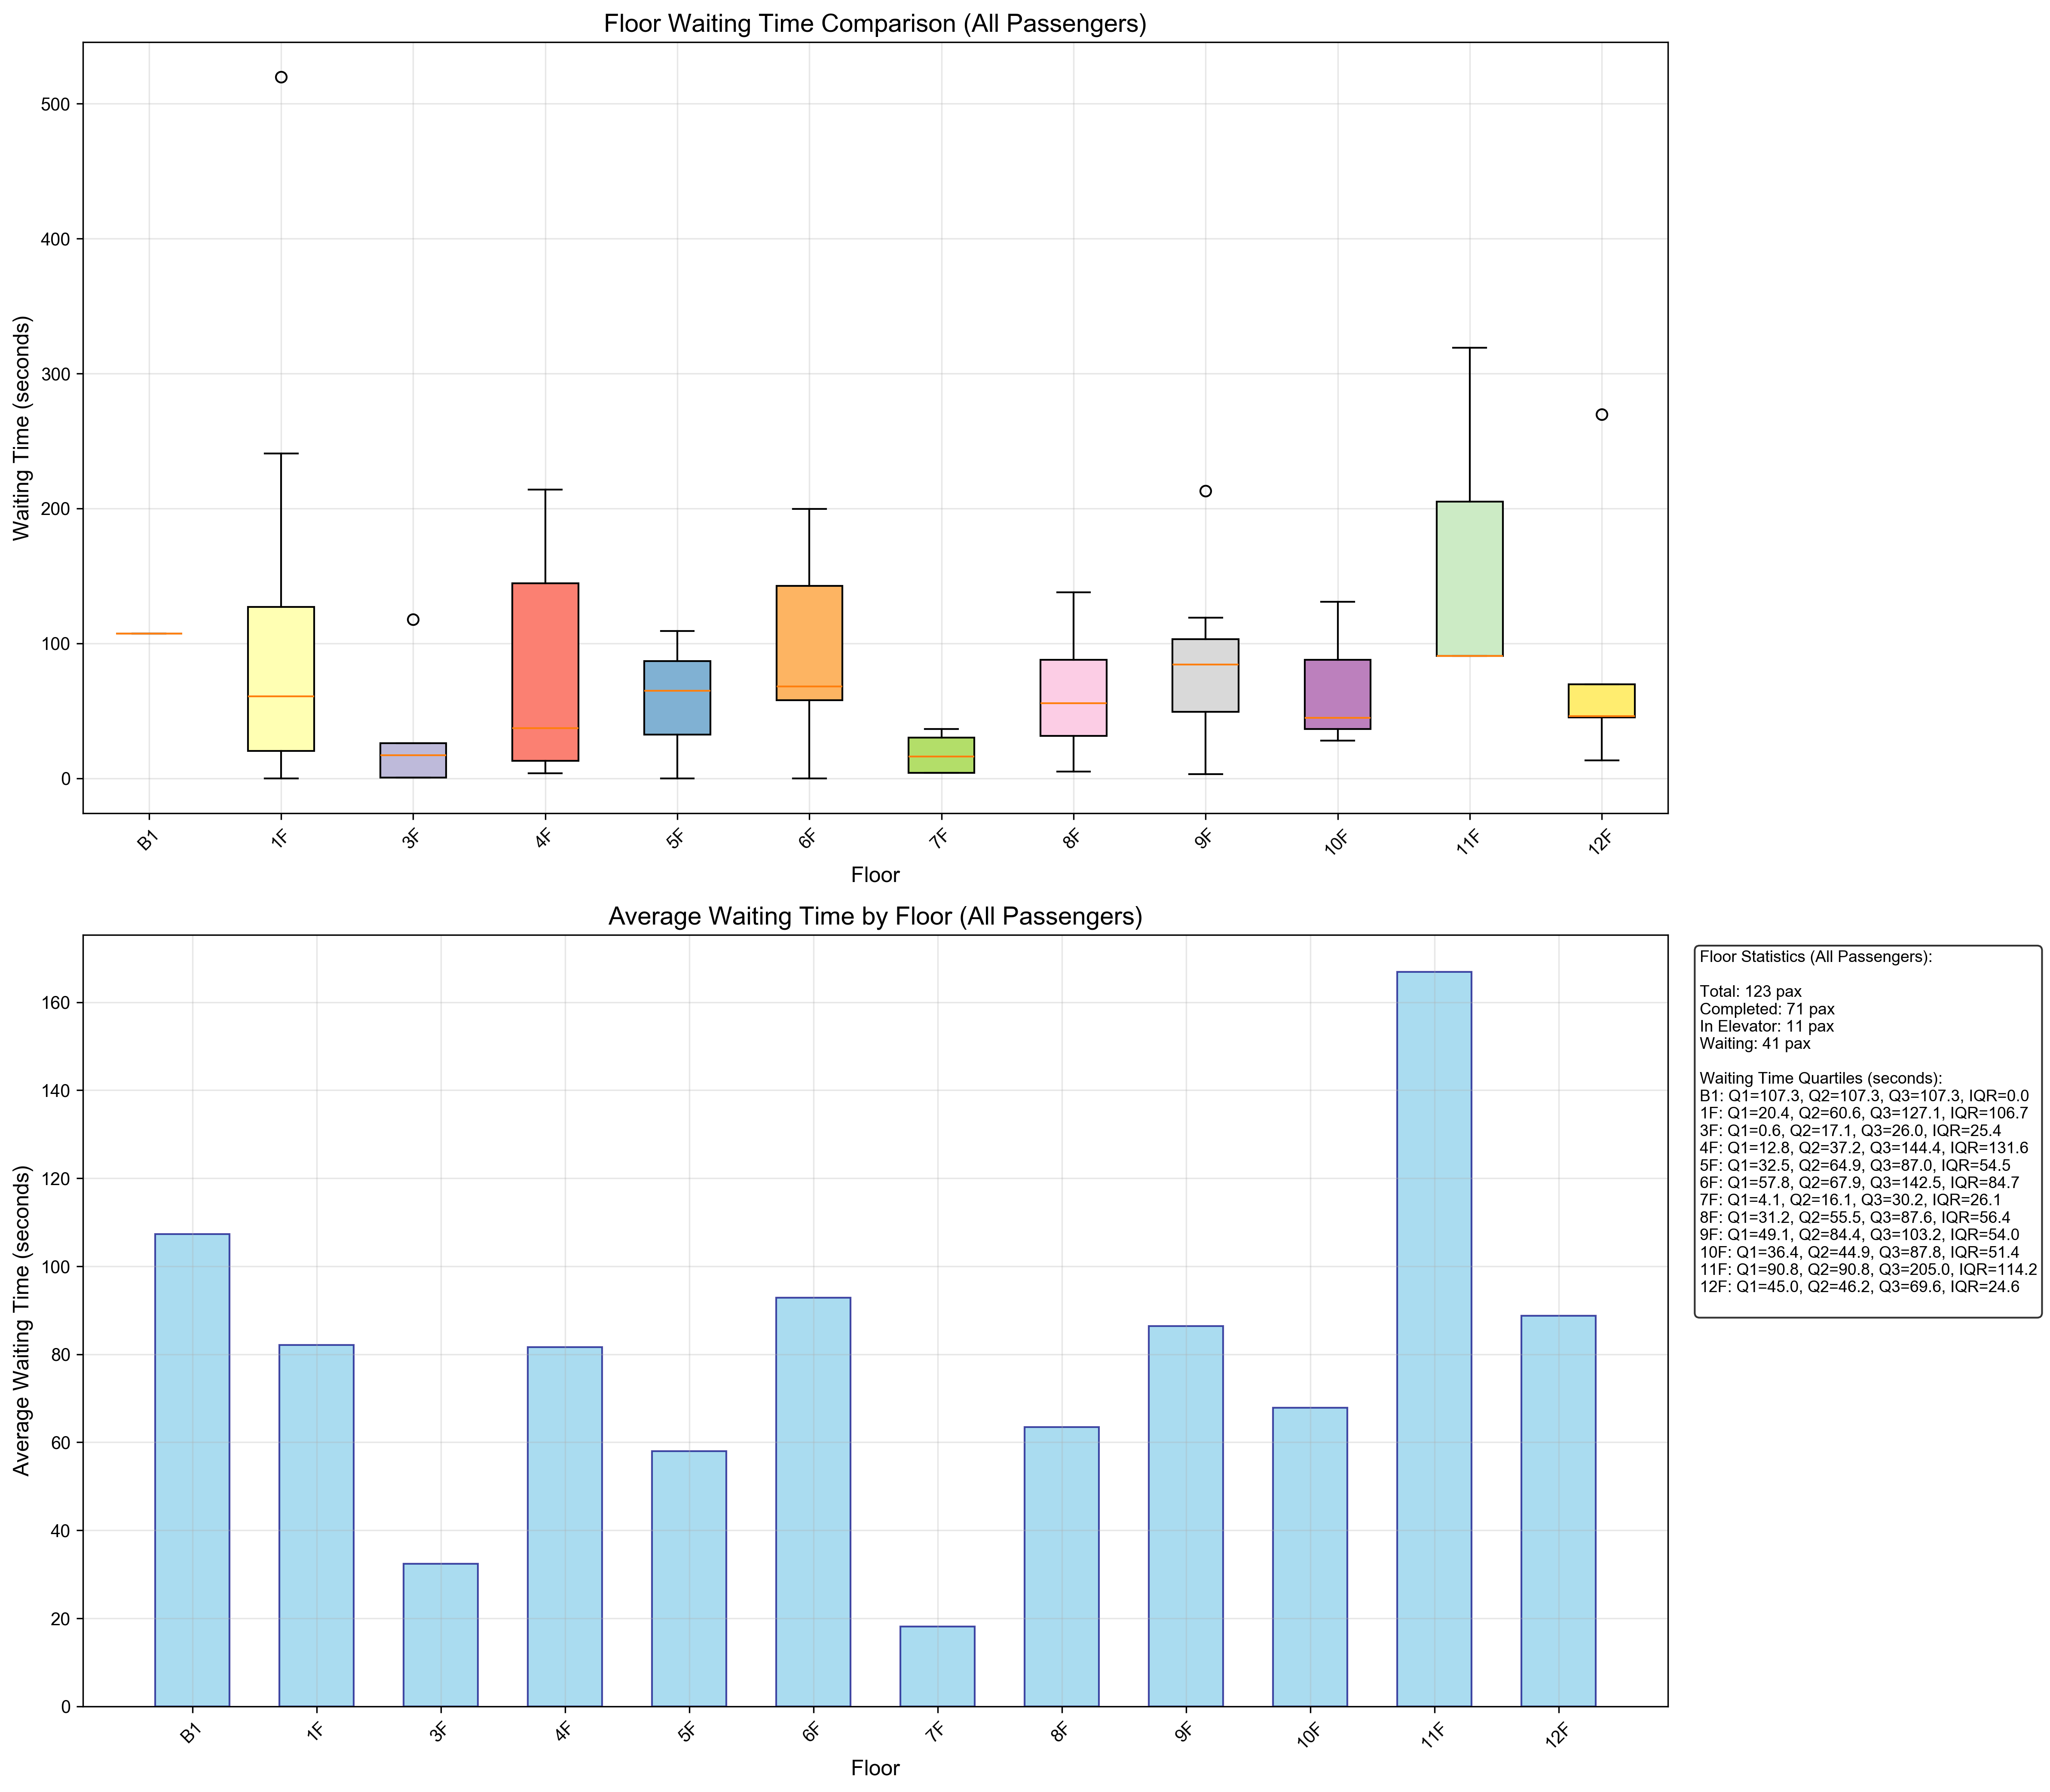 Floor Waiting Time Comparison (All Passengers)
Waiting Time (seconds)
500
400
300
200
100
0
B1
1F
3F
4F
5F
6F
7F
8F
9F
10F
11F
12F
Floor
Average Waiting Time by Floor (All Passengers)
Average Waiting Time (seconds)
160
140
120
100
80
60
40
20
0
B1
1F
3F
4F
5F
6F
7F
8F
9F
10F
11F
12F
Floor
Floor Statistics (All Passengers):
Total: 123 pax
Completed: 71 pax
In Elevator: 11 pax
Waiting: 41 pax
Waiting Time Quartiles (seconds):
B1: Q1=107.3, Q2=107.3, Q3=107.3, IQR=0.0
1F: Q1=20.4, Q2=60.6, Q3=127.1, IQR=106.7
3F: Q1=0.6, Q2=17.1, Q3=26.0, IQR=25.4
4F: Q1=12.8, Q2=37.2, Q3=144.4, IQR=131.6
5F: Q1=32.5, Q2=64.9, Q3=87.0, IQR=54.5
6F: Q1=57.8, Q2=67.9, Q3=142.5, IQR=84.7
7F: Q1=4.1, Q2=16.1, Q3=30.2, IQR=26.1
8F: Q1=31.2, Q2=55.5, Q3=87.6, IQR=56.4
9F: Q1=49.1, Q2=84.4, Q3=103.2, IQR=54.0
10F: Q1=36.4, Q2=44.9, Q3=87.8, IQR=51.4
11F: Q1=90.8, Q2=90.8, Q3=205.0, IQR=114.2
12F: Q1=45.0, Q2=46.2, Q3=69.6, IQR=24.6